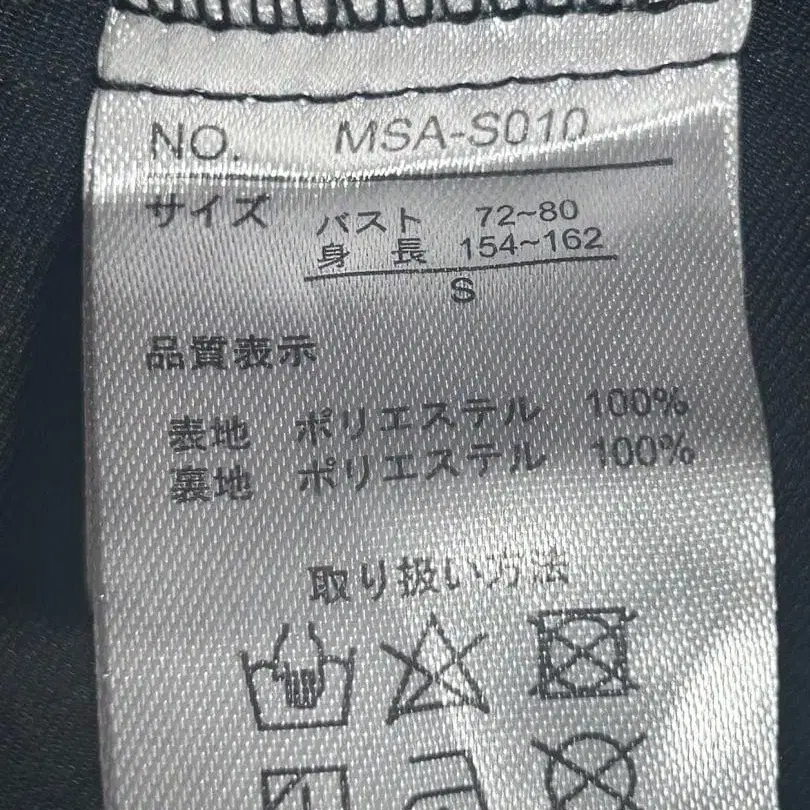 NO. MSA-S010
サイズ バスト 72~80
身長 154~162
S
品質表示
表地 ポリエステル 100%
裏地 ポリエステル 100%
取り扱い方法